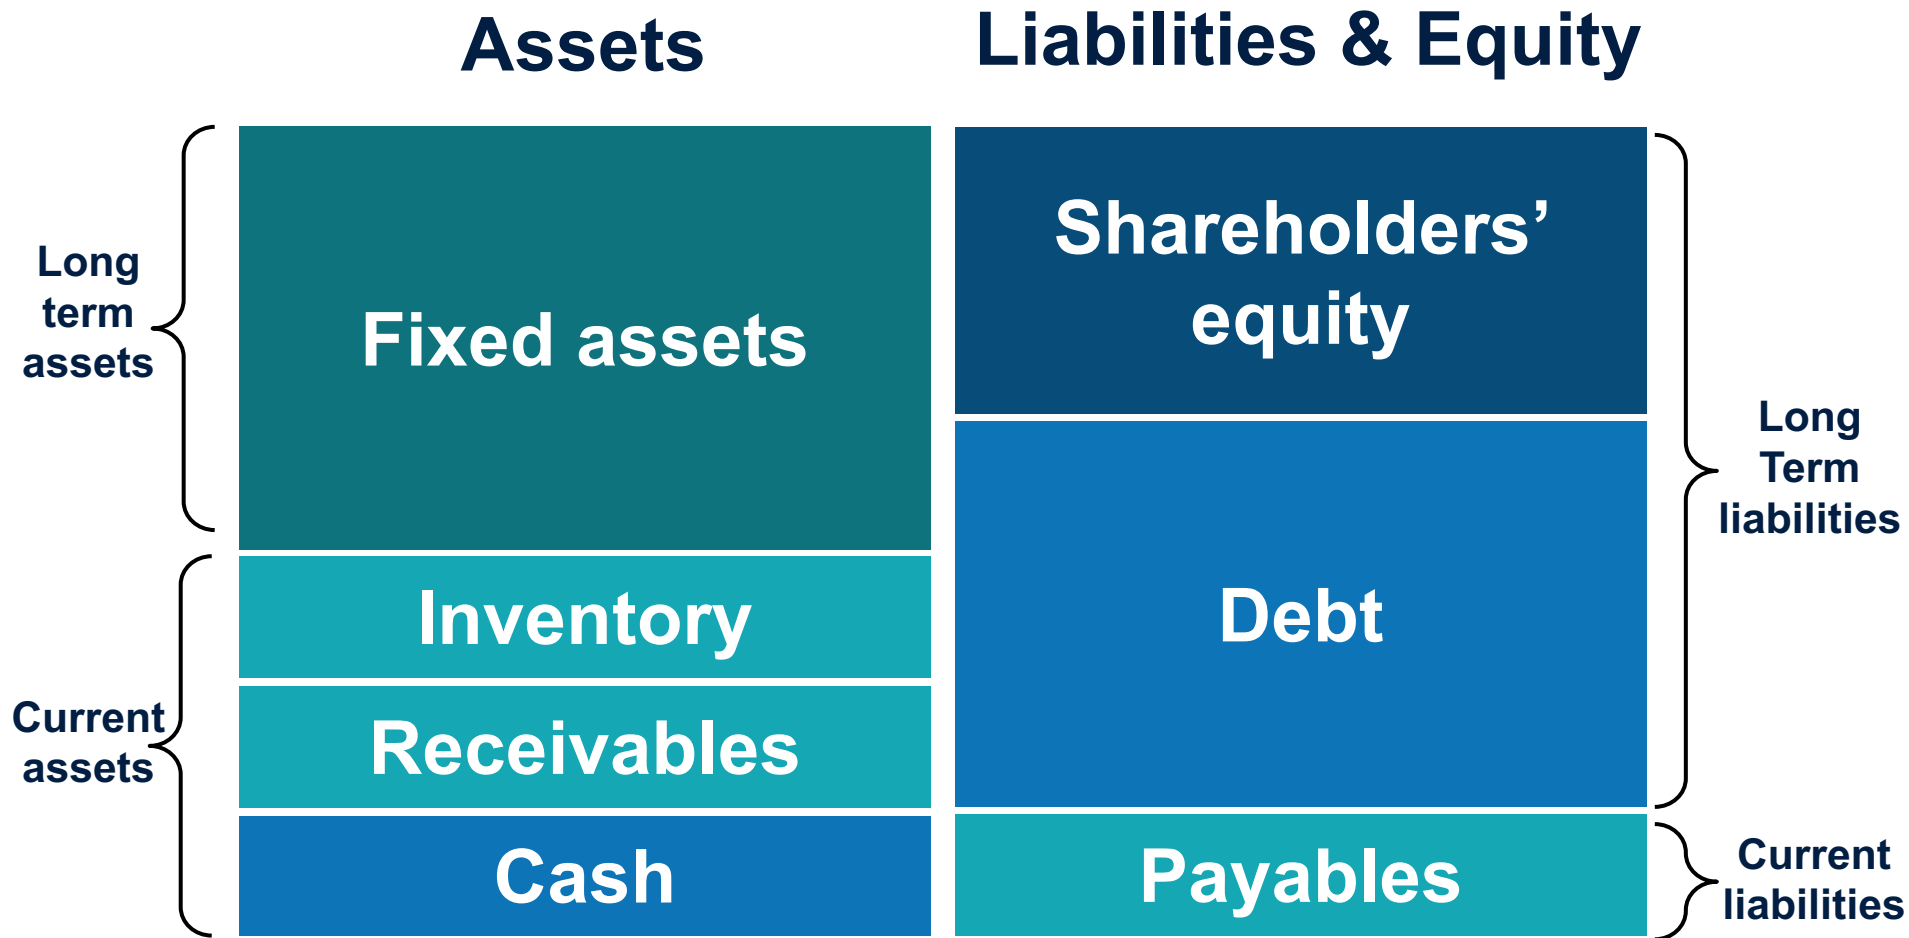 Assets
Liabilities & Equity
Long
term
assets
Fixed assets
Shareholders’
equity
Long
Term
liabilities
Debt
Inventory
Current
assets
Receivables
Cash
Payables
Current
liabilities